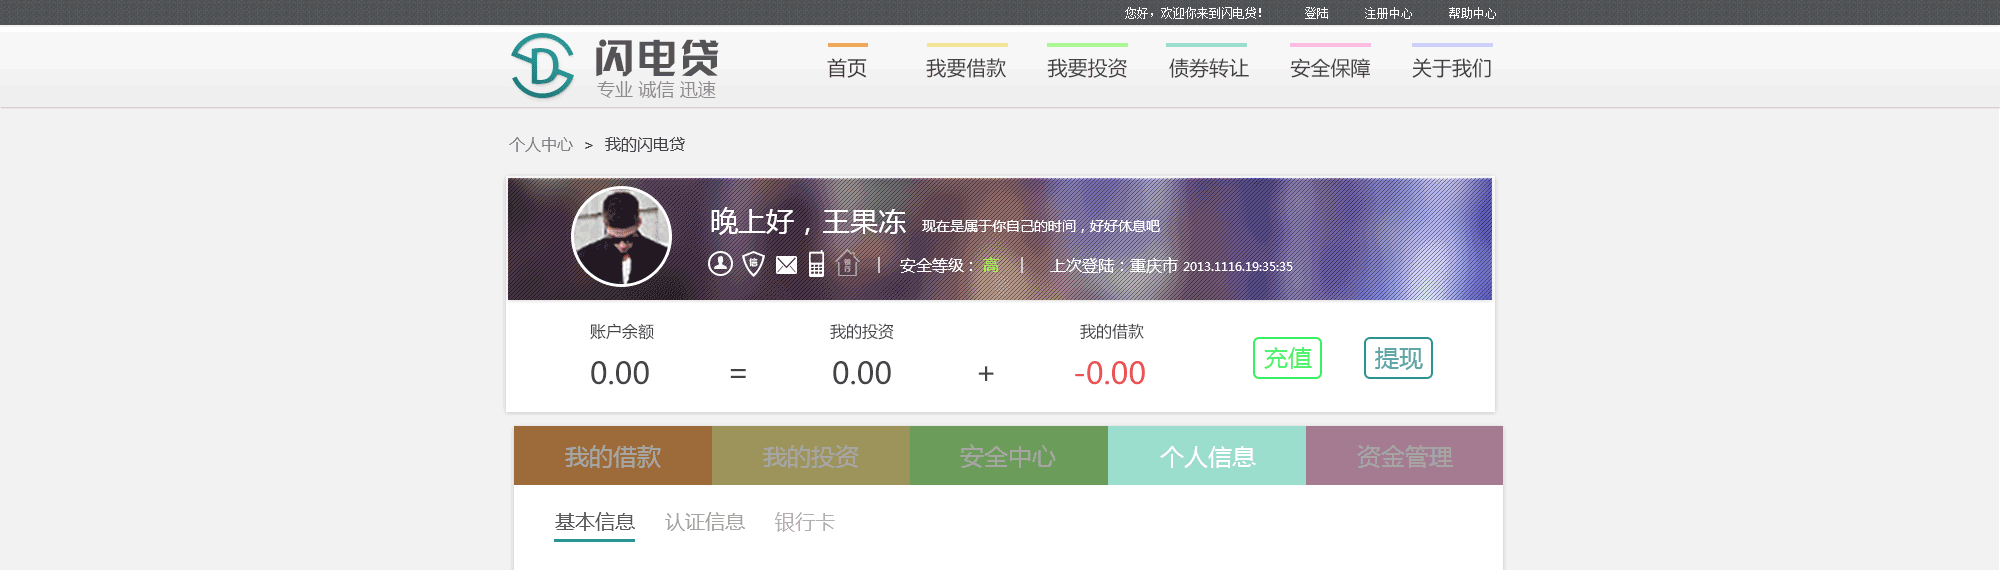 您好，欢迎你来到闪电贷! 登陆 注册中心 帮助中心
闪电贷
专业 诚信 迅速
首页 我要借款 我要投资 债券转让 安全保障 关于我们
个人中心 > 我的闪电贷
晚上好，王果冻 现在是属于你自己的时间，好好休息吧
信 银行 | 安全等级：高 | 上次登陆：重庆市 2013.1116.19:35:35
账户余额 我的投资 我的借款
0.00 = 0.00 + -0.00
充值 提现
我的借款 我的投资 安全中心 个人信息 资金管理
基本信息 认证信息 银行卡